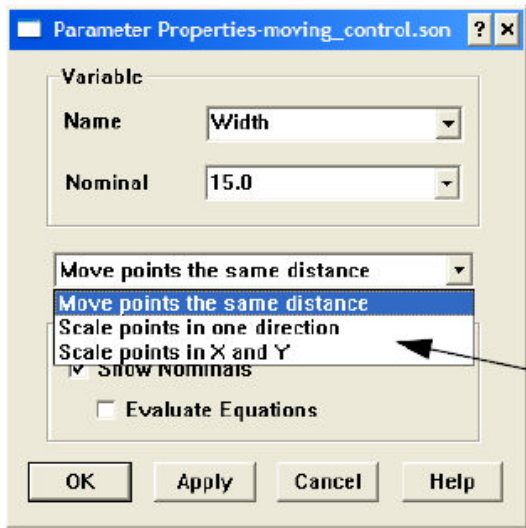 Parameter Properties-moving_control.son ? ×
Variable
Name Width
Nominal 15.0
Move points the same distance
Move points the same distance
Scale points in one direction
Scale points in X and Y
Show Nominals
Evaluate Equations
OK Apply Cancel Help